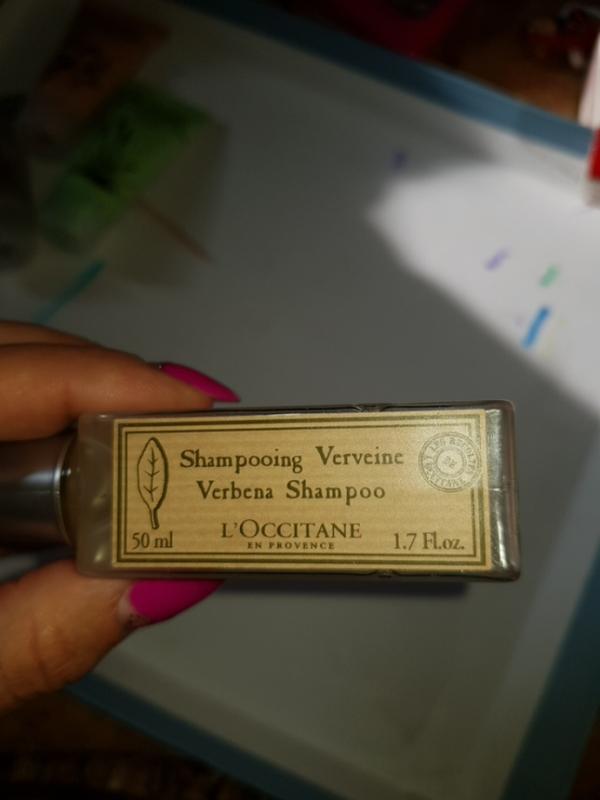 Shampooing Verveine
Verbena Shampoo
L'OCCITANE
EN PROVENCE
50 ml
1.7 Fl.oz.